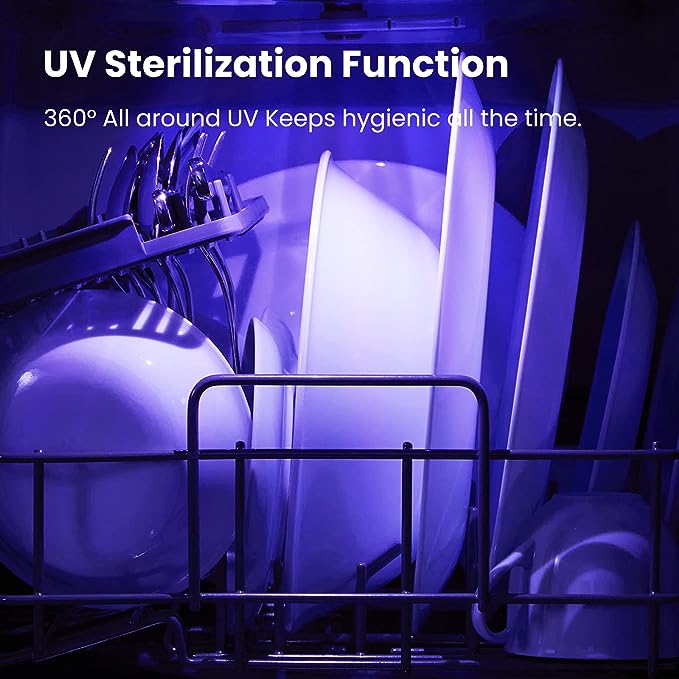 UV Sterilization Function
360° All around UV Keeps hygienic all the time.